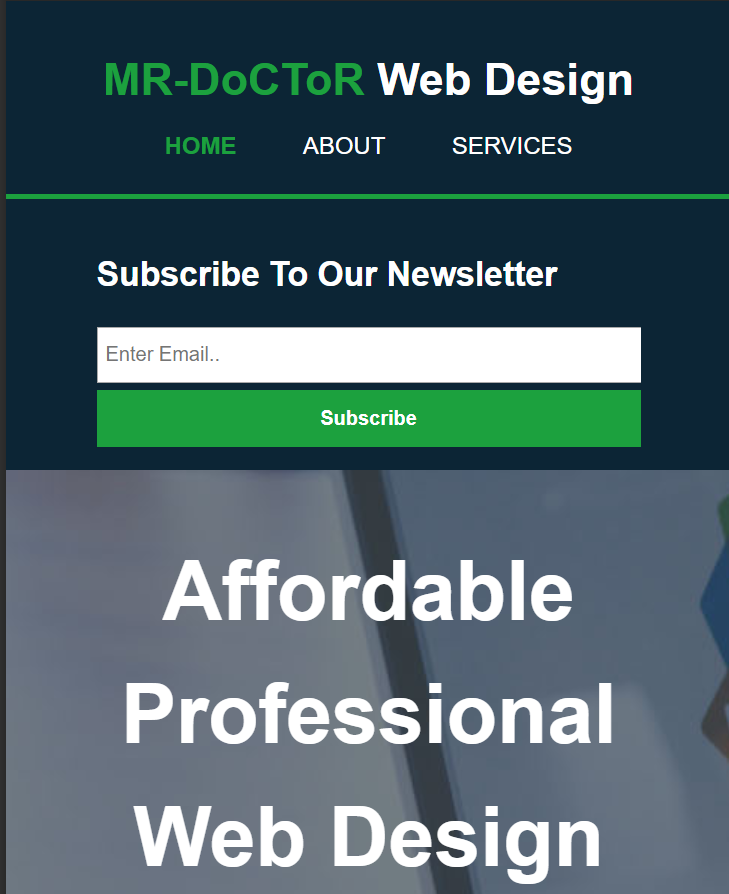 MR-DoCToR Web Design
HOME ABOUT SERVICES
Subscribe To Our Newsletter
Enter Email..
Subscribe
Affordable
Professional
Web Design